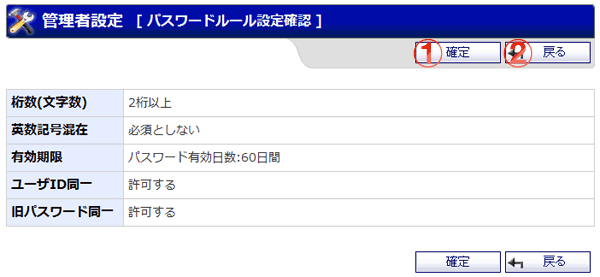 管理者設定 [ パスワードルール設定確認 ]
① 確定 ② 戻る
桁数(文字数) 2桁以上
英数記号混在 必須としない
有効期限 パスワード有効日数:60日間
ユーザID同一 許可する
旧パスワード同一 許可する
確定 戻る